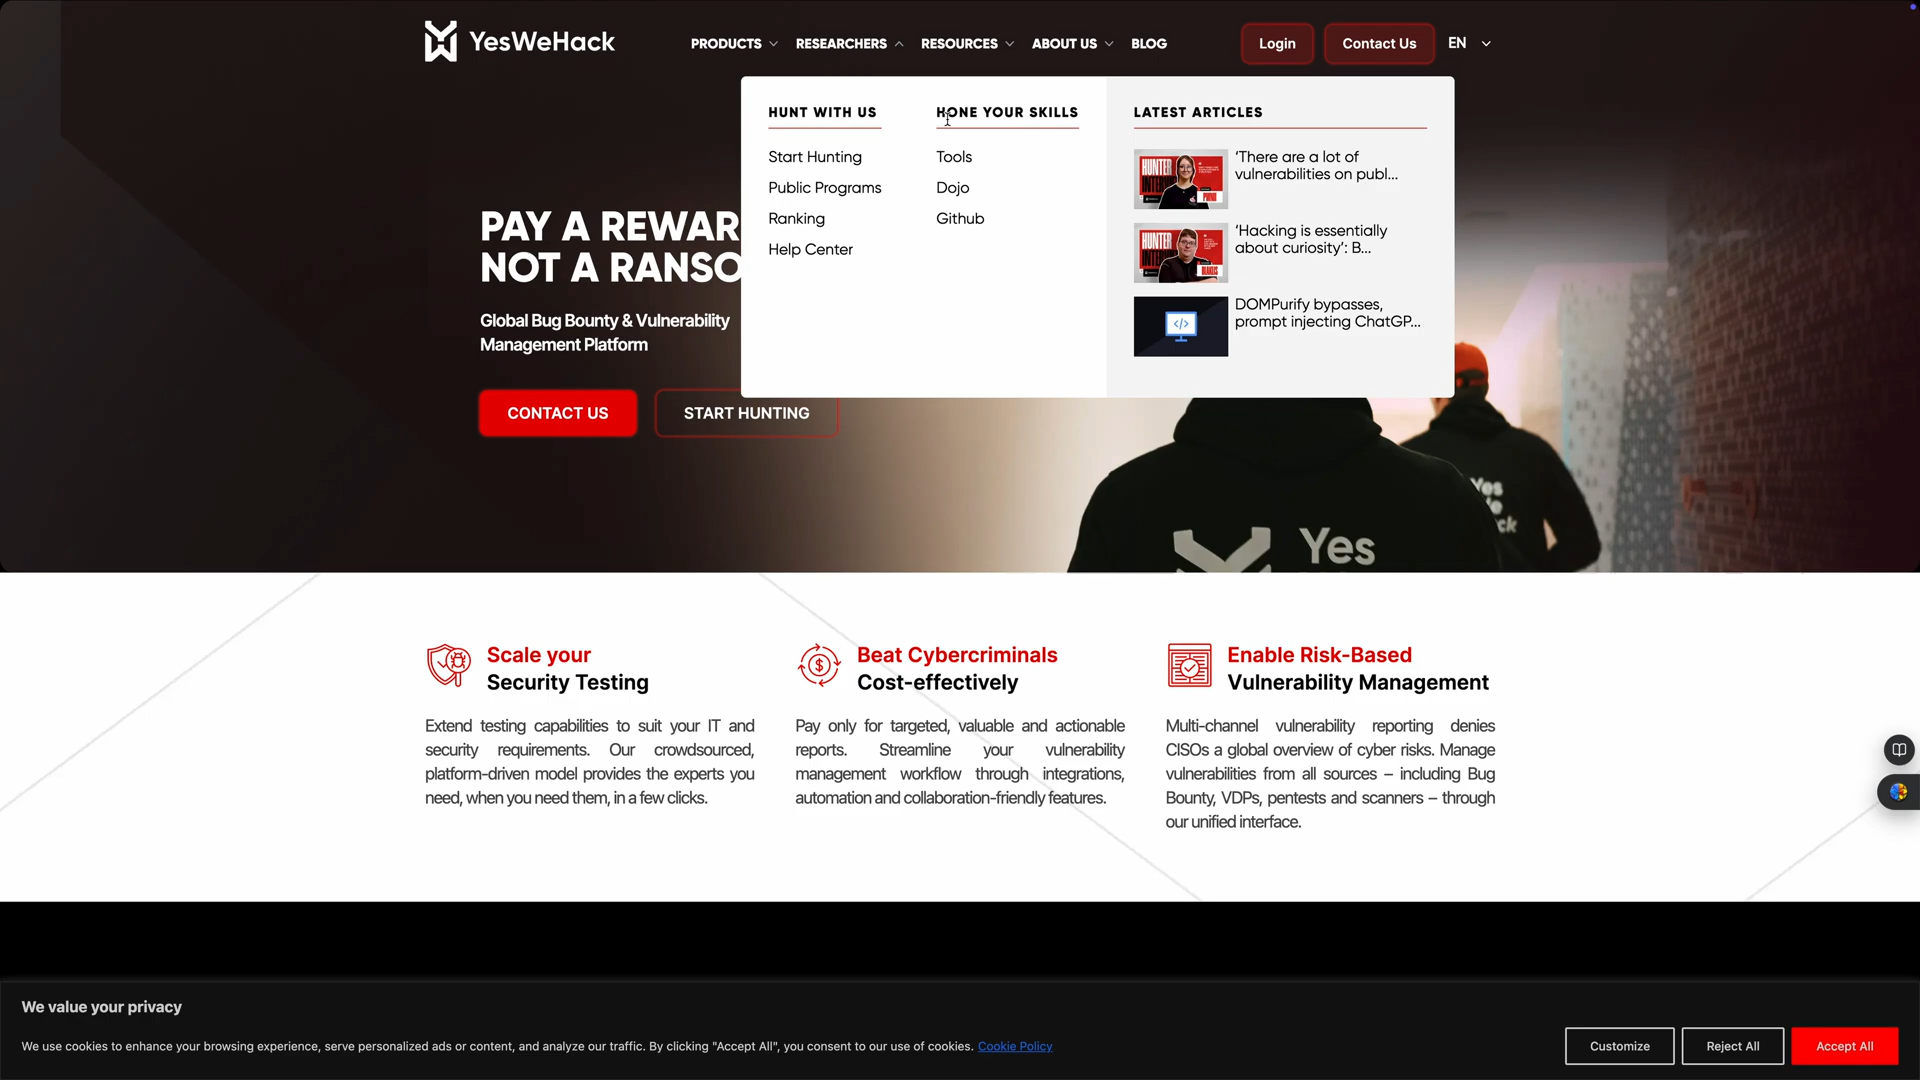 YesWeHack
PRODUCTS
RESEARCHERS
RESOURCES
ABOUT US
BLOG
Login
Contact Us
EN
HUNT WITH US
Start Hunting
Public Programs
Ranking
Help Center
HONE YOUR SKILLS
Tools
Dojo
Github
LATEST ARTICLES
'There are a lot of
vulnerabilities on publ...
'Hacking is essentially
about curiosity': B...
DOMPurify bypasses,
prompt injecting ChatGP...
PAY A REWAR
NOT A RANSO
Global Bug Bounty & Vulnerability
Management Platform
CONTACT US
START HUNTING
Yes
Yes
Scale your
Security Testing
Extend testing capabilities to suit your IT and
security requirements. Our crowdsourced,
platform-driven model provides the experts you
need, when you need them, in a few clicks.
Beat Cybercriminals
Cost-effectively
Pay only for targeted, valuable and actionable
reports. Streamline your vulnerability
management workflow through integrations,
automation and collaboration-friendly features.
Enable Risk-Based
Vulnerability Management
Multi-channel vulnerability reporting denies
CISOs a global overview of cyber risks. Manage
vulnerabilities from all sources – including Bug
Bounty, VDPs, pentests and scanners – through
our unified interface.
We value your privacy
We use cookies to enhance your browsing experience, serve personalized ads or content, and analyze our traffic. By clicking "Accept All", you consent to our use of cookies. Cookie Policy
Customize
Reject All
Accept All